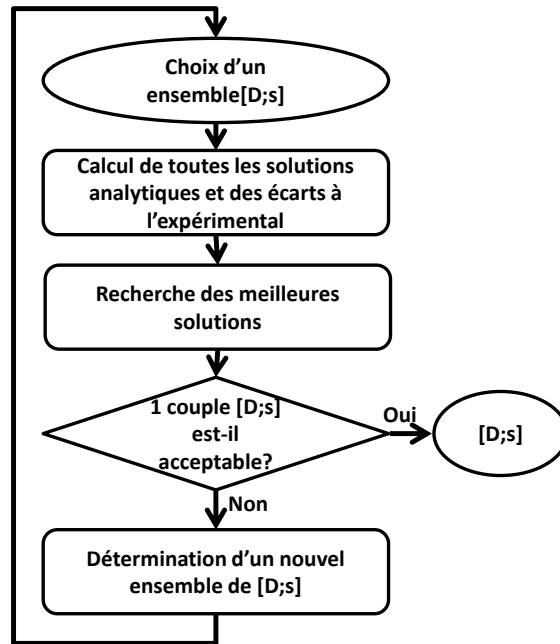 Choix d'un
ensemble[D;s]
Calcul de toutes les solutions
analytiques et des écarts à
l'expérimental
Recherche des meilleures
solutions
1 couple [D;s]
est-il
acceptable?
Oui
[D;s]
Non
Détermination d'un nouvel
ensemble de [D;s]